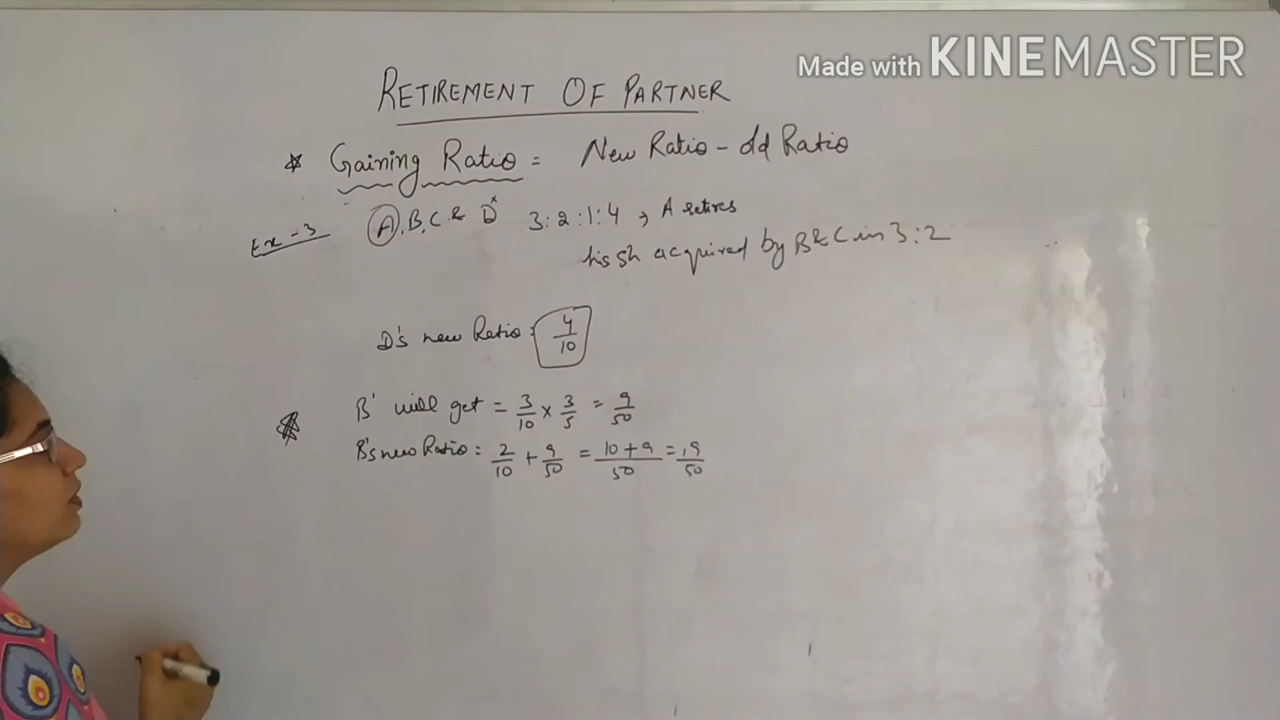 Made with KINEMASTER
RETIREMENT OF PARTNER
* Gaining Ratio = New Ratio - Old Ratio
Ex-3 A, B, C & D 3:2:1:4, A retires
his sh acquired by B & C in 3:2
D's new Ratio: 4/10
B will get = 3/10 x 3/5 = 9/50
B's new Ratio: 2/10 + 9/50 = 10+9/50 = 19/50